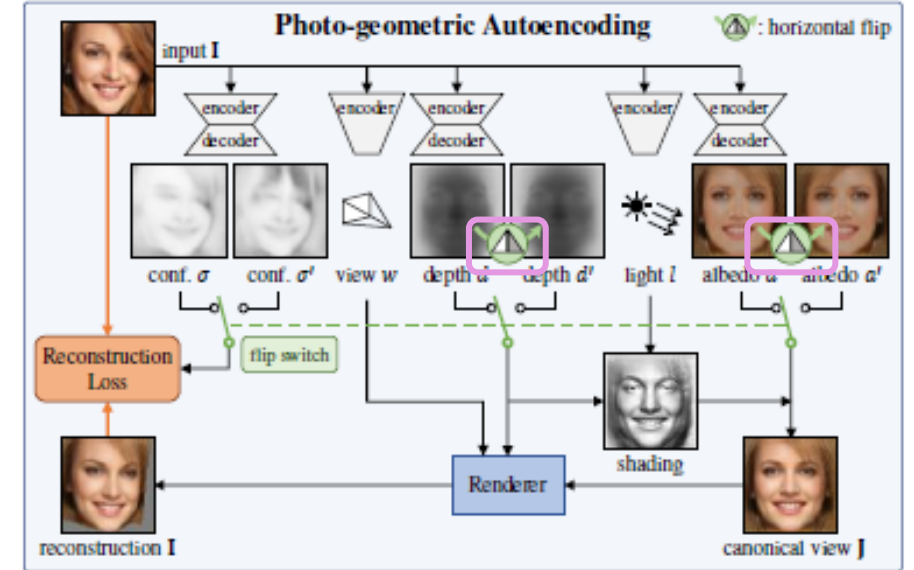 Photo-geometric Autoencoding
: horizontal flip
input I
encoder
decoder
encoder
encoder
decoder
encoder
encoder
decoder
conf. σ
conf. σ'
view w
depth d
depth d'
light l
albedo a
albedo a'
flip switch
Reconstruction
Loss
shading
Renderer
reconstruction I
canonical view J